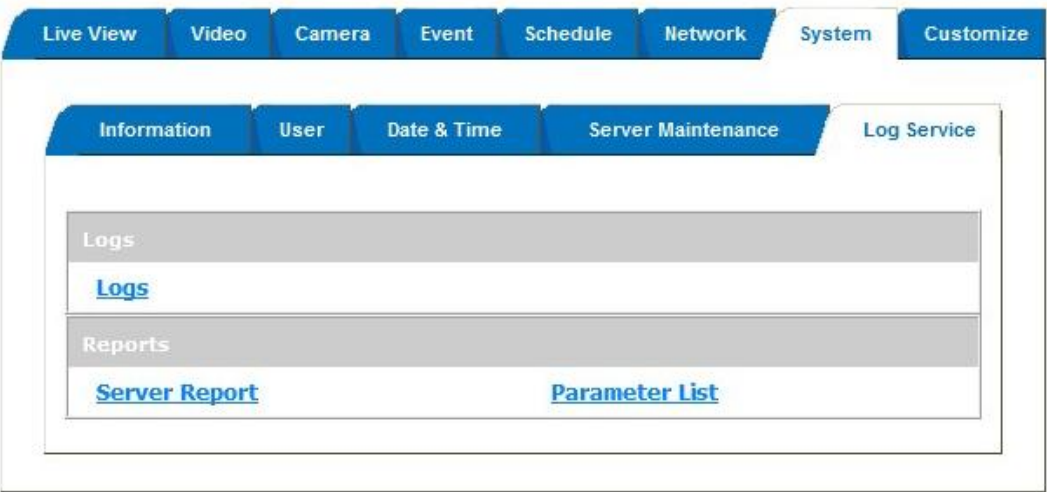 Live View Video Camera Event Schedule Network System Customize
Information User Date & Time Server Maintenance Log Service
Logs
Logs
Reports
Server Report Parameter List